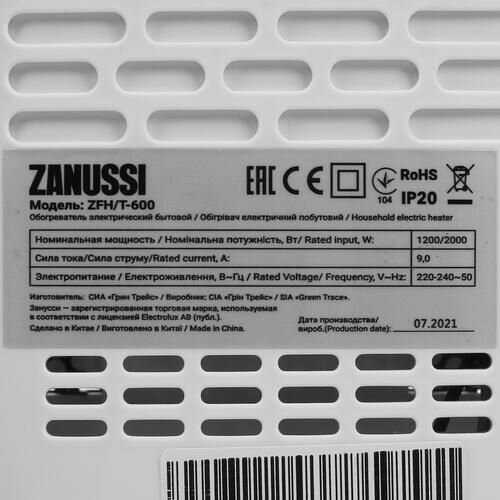 ZANUSSI
Модель: ZFH/T-600
EAC CE 104 RoHS IP20
Обогреватель электрический бытовой / Обігрівач електричний побутовий / Household electric heater
Номинальная мощность / Номінальна потужність, Вт/ Rated input, W: 1200/2000
Сила тока/Сила струму/Rated current, A: 9,0
Электропитание / Електроживлення, В~Гц / Rated Voltage/ Frequency, V~Hz: 220-240~50
Изготовитель: СИА «Грин Трейс» / Виробник: СІА «Грін Трейс» / SIA «Green Trace».
Занусси – зарегистрированная торговая марка, используемая
в соответствии с лицензией Electrolux AB (публ.).
Сделано в Китае / Виготовлено в Китаї / Made in China.
Дата производства/
вироб.(Production date): 07.2021